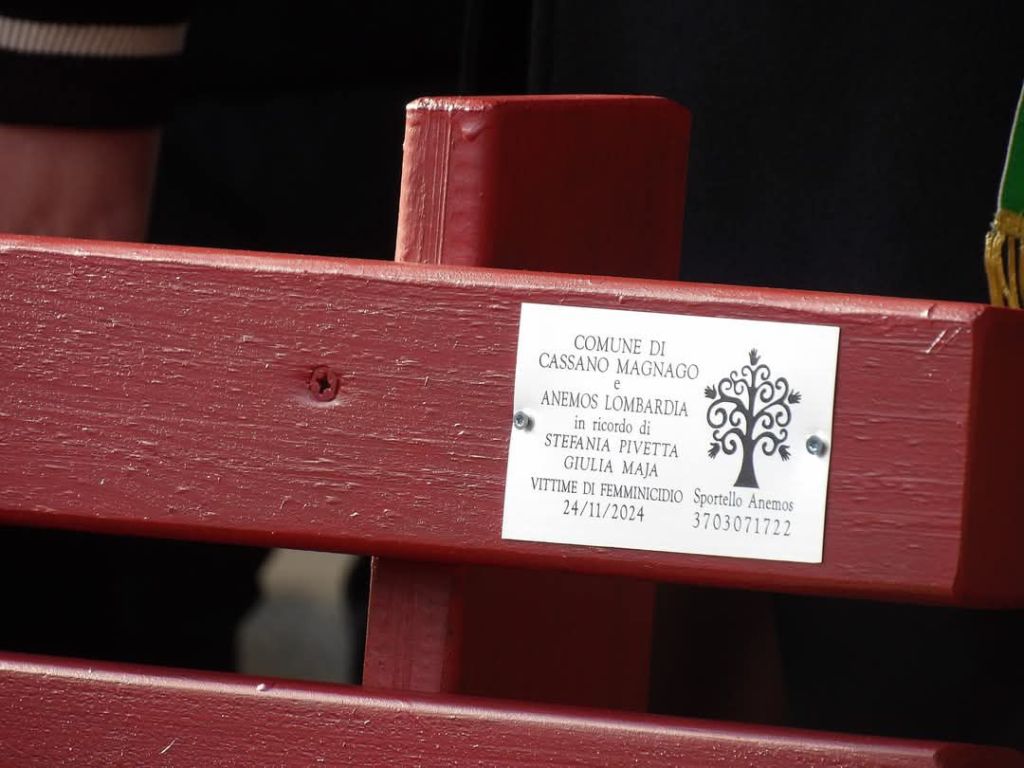 COMUNE DI
CASSANO MAGNAGO
e
ANEMOS LOMBARDIA
in ricordo di
STEFANIA PIVETTA
GIULIA MAJA
VITTIME DI FEMMINICIDIO
24/11/2024
Sportello Anemos
3703071722